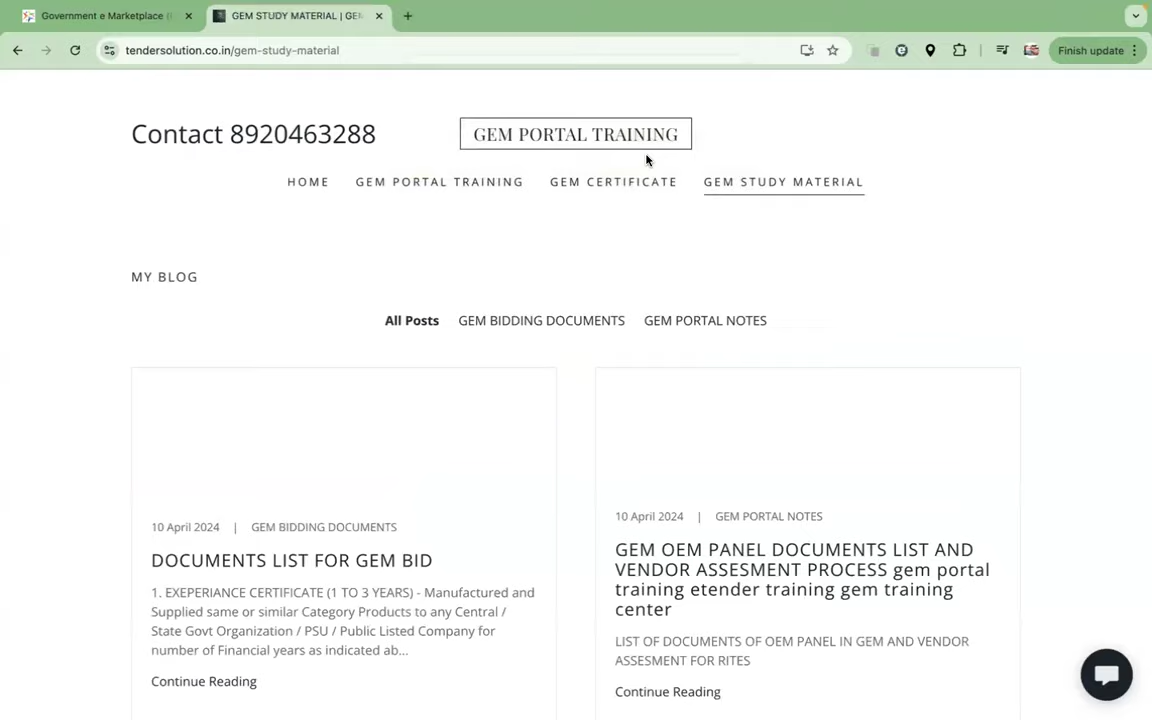 Government e Marketplace (
GEM STUDY MATERIAL | GE
tendersolution.co.in/gem-study-material
Finish update
Contact 8920463288
GEM PORTAL TRAINING
HOME GEM PORTAL TRAINING GEM CERTIFICATE GEM STUDY MATERIAL
MY BLOG
All Posts GEM BIDDING DOCUMENTS GEM PORTAL NOTES
10 April 2024 | GEM BIDDING DOCUMENTS
DOCUMENTS LIST FOR GEM BID
1. EXEPERIANCE CERTIFICATE (1 TO 3 YEARS) - Manufactured and
Supplied same or similar Category Products to any Central /
State Govt Organization / PSU / Public Listed Company for
number of Financial years as indicated ab...
Continue Reading
10 April 2024 | GEM PORTAL NOTES
GEM OEM PANEL DOCUMENTS LIST AND
VENDOR ASSESMENT PROCESS gem portal
training etender training gem training
center
LIST OF DOCUMENTS OF OEM PANEL IN GEM AND VENDOR
ASSESMENT FOR RITES
Continue Reading